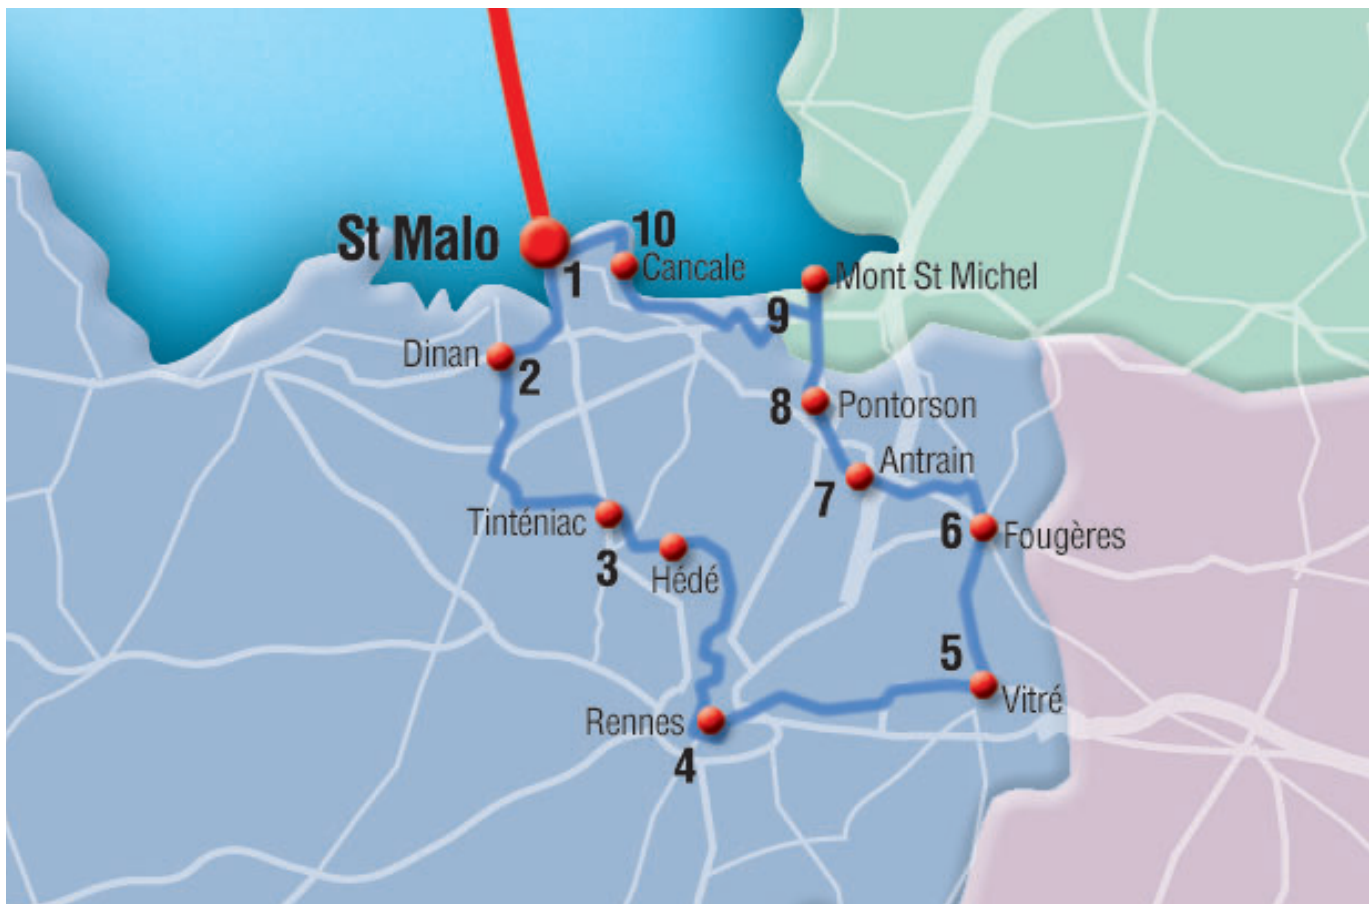 10
St Malo
Cancale
1
Mont St Michel
9
Dinan
2
8
Pontorson
Antrain
7
Tinténiac
6
Fougères
3
Hédé
5
Vitré
Rennes
4